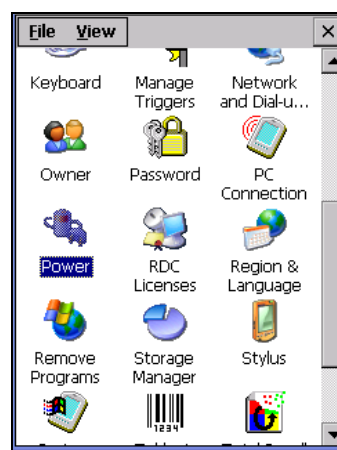 File View
Keyboard Manage Network
Triggers and Dial-u...
Owner Password PC
Connection
Power RDC Region &
Licenses Language
Remove Storage Stylus
Programs Manager
1234